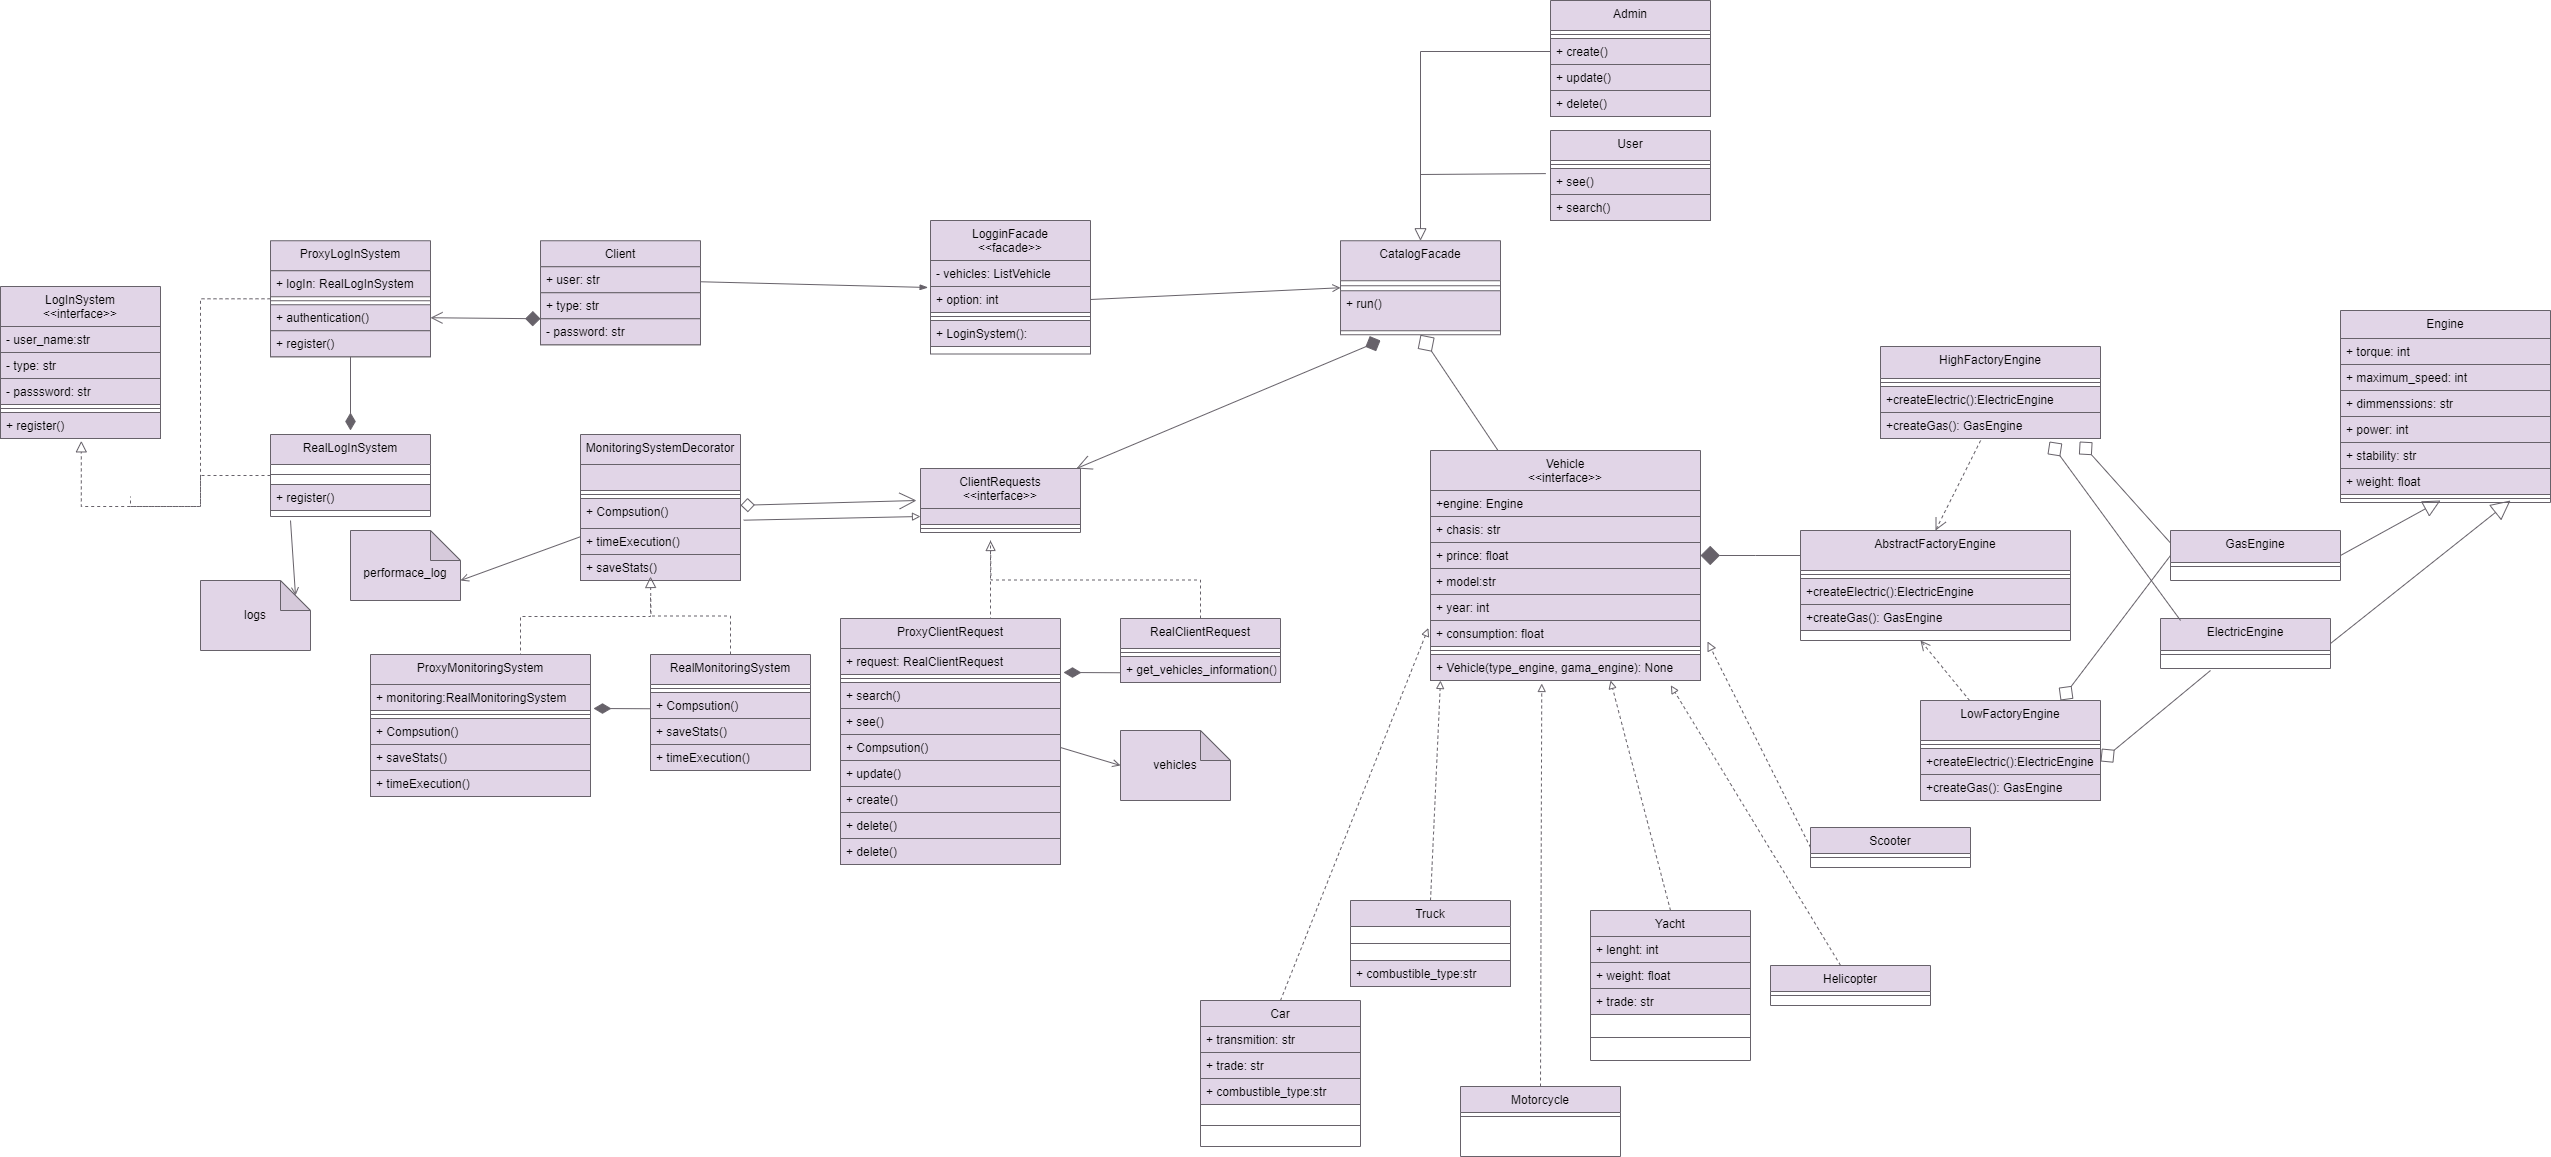 Admin
+ create()
+ update()
+ delete()
User
+ see()
+ search()
LogginFacade
<<facade>>
- vehicles: ListVehicle
+ option: int
+ LoginSystem():
CatalogFacade
+ run()
ProxyLogInSystem
+ logIn: RealLogInSystem
+ authentication()
+ register()
Client
+ user: str
+ type: str
- password: str
LogInSystem
<<interface>>
- user_name:str
- type: str
- passsword: str
+ register()
RealLogInSystem
+ register()
logs
performace_log
MonitoringSystemDecorator
+ Compsution()
+ timeExecution()
+ saveStats()
ClientRequests
<<interface>>
ProxyMonitoringSystem
+ monitoring:RealMonitoringSystem
+ Compsution()
+ saveStats()
+ timeExecution()
RealMonitoringSystem
+ Compsution()
+ saveStats()
+ timeExecution()
ProxyClientRequest
+ request: RealClientRequest
+ search()
+ see()
+ Compsution()
+ update()
+ create()
+ delete()
+ delete()
RealClientRequest
+ get_vehicles_information()
vehicles
Vehicle
<<interface>>
+engine: Engine
+ chasis: str
+ prince: float
+ model:str
+ year: int
+ consumption: float
+ Vehicle(type_engine, gama_engine): None
HighFactoryEngine
+createElectric():ElectricEngine
+createGas(): GasEngine
Engine
+ torque: int
+ maximum_speed: int
+ dimmenssions: str
+ power: int
+ stability: str
+ weight: float
AbstractFactoryEngine
+createElectric():ElectricEngine
+createGas(): GasEngine
GasEngine
ElectricEngine
LowFactoryEngine
+createElectric():ElectricEngine
+createGas(): GasEngine
Scooter
Truck
+ combustible_type:str
Yacht
+ lenght: int
+ weight: float
+ trade: str
Helicopter
Car
+ transmition: str
+ trade: str
+ combustible_type:str
Motorcycle